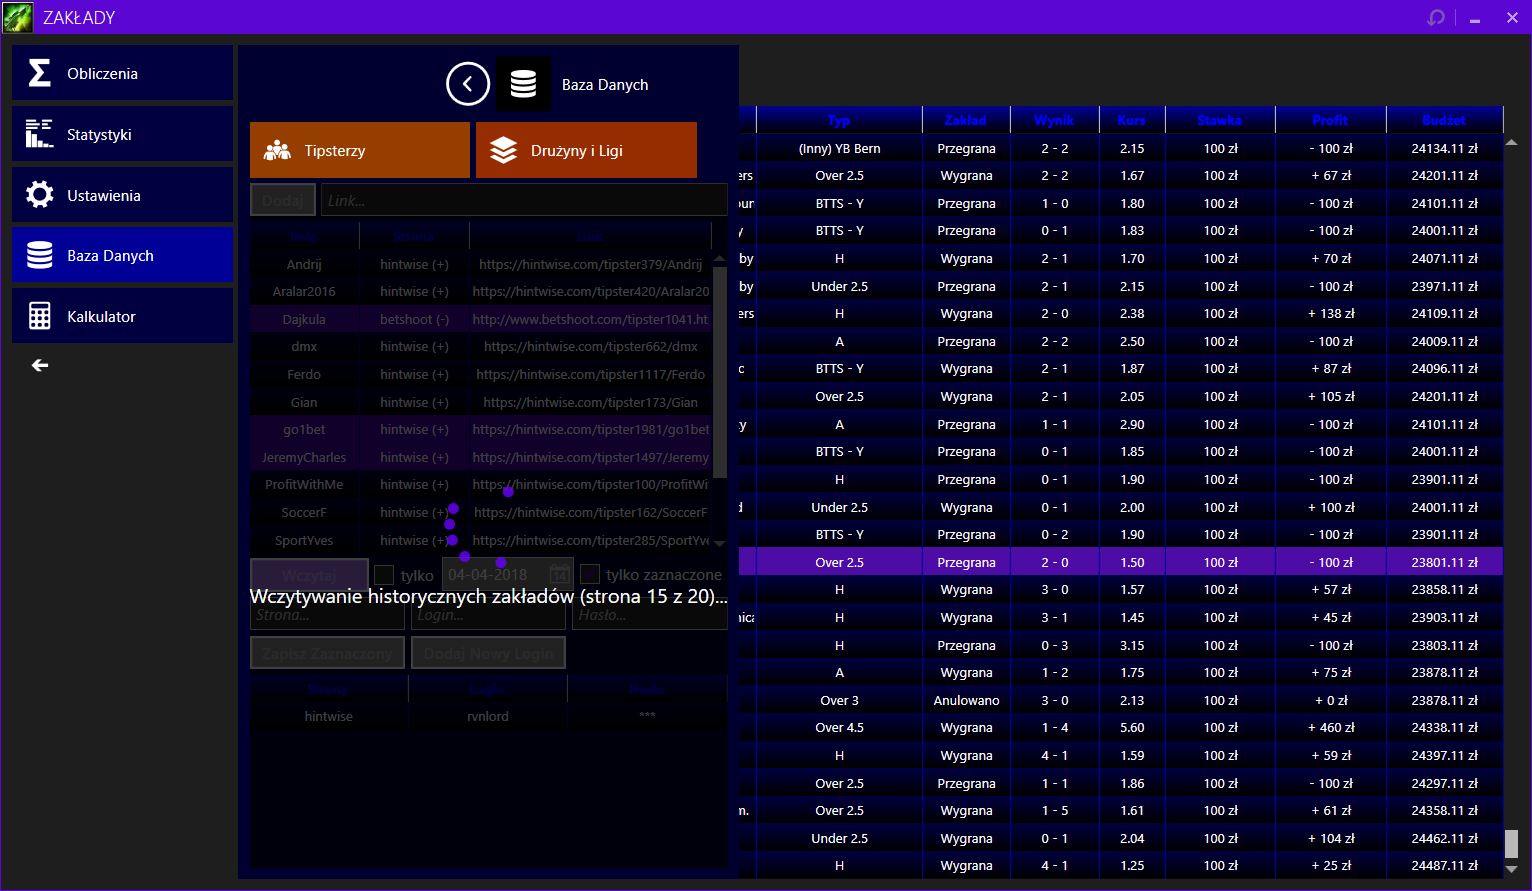 ZAKŁADY
Obliczenia
Statystyki
Ustawienia
Baza Danych
Kalkulator
Baza Danych
Tipsterzy
Drużyny i Ligi
Dodaj Link...
Strona Link
Andrij hintwise (+) https://hintwise.com/tipster379/Andrij
Aralar2016 hintwise (+) https://hintwise.com/tipster420/Aralar20
Dajkula betshoot (-) http://www.betshoot.com/tipster1041.ht
dmx hintwise (+) https://hintwise.com/tipster662/dmx
Ferdo hintwise (+) https://hintwise.com/tipster1117/Ferdo
Gian hintwise (+) https://hintwise.com/tipster173/Gian
go1bet hintwise (+) https://hintwise.com/tipster1981/go1bet
JeremyCharles hintwise (+) https://hintwise.com/tipster1497/Jeremy
ProfitWithMe hintwise (+) https://hintwise.com/tipster100/ProfitWi
SoccerF hintwise (+) https://hintwise.com/tipster162/SoccerF
SportYves hintwise (+) https://hintwise.com/tipster285/SportYve
Wczytaj tylko 04-04-2018 14 tylko zaznaczone
Wczytywanie historycznych zakładów (strona 15 z 20)...
Strona... Login... Hasło...
Zapisz Zaznaczony Dodaj Nowy Login
Strony Login Hasło
hintwise rvnlord ***
Typ Zakład Wynik Kurs Stawka Profit Budżet
(Inny) YB Bern Przegrana 2 - 2 2.15 100 zł - 100 zł 24134.11 zł
ers Over 2.5 Wygrana 2 - 2 1.67 100 zł + 67 zł 24201.11 zł
our BTTS - Y Przegrana 1 - 0 1.80 100 zł - 100 zł 24101.11 zł
y BTTS - Y Przegrana 0 - 1 1.83 100 zł - 100 zł 24001.11 zł
by H Wygrana 2 - 1 1.70 100 zł + 70 zł 24071.11 zł
by Under 2.5 Przegrana 2 - 1 2.15 100 zł - 100 zł 23971.11 zł
ers H Wygrana 2 - 0 2.38 100 zł + 138 zł 24109.11 zł
A Przegrana 2 - 2 2.50 100 zł - 100 zł 24009.11 zł
c BTTS - Y Wygrana 2 - 1 1.87 100 zł + 87 zł 24096.11 zł
Over 2.5 Wygrana 2 - 1 2.05 100 zł + 105 zł 24201.11 zł
y A Przegrana 1 - 1 2.90 100 zł - 100 zł 24101.11 zł
BTTS - Y Przegrana 0 - 1 1.85 100 zł - 100 zł 24001.11 zł
H Przegrana 0 - 1 1.90 100 zł - 100 zł 23901.11 zł
d Under 2.5 Wygrana 0 - 1 2.00 100 zł + 100 zł 24001.11 zł
BTTS - Y Przegrana 0 - 2 1.90 100 zł - 100 zł 23901.11 zł
Over 2.5 Przegrana 2 - 0 1.50 100 zł - 100 zł 23801.11 zł
H Wygrana 3 - 0 1.57 100 zł + 57 zł 23858.11 zł
nica H Wygrana 3 - 1 1.45 100 zł + 45 zł 23903.11 zł
H Przegrana 0 - 3 3.15 100 zł - 100 zł 23803.11 zł
A Wygrana 1 - 2 1.75 100 zł + 75 zł 23878.11 zł
Over 3 Anulowano 3 - 0 2.13 100 zł + 0 zł 23878.11 zł
Over 4.5 Wygrana 1 - 4 5.60 100 zł + 460 zł 24338.11 zł
H Wygrana 4 - 1 1.59 100 zł + 59 zł 24397.11 zł
Over 2.5 Przegrana 1 - 1 1.86 100 zł - 100 zł 24297.11 zł
m. Over 2.5 Wygrana 1 - 5 1.61 100 zł + 61 zł 24358.11 zł
Under 2.5 Wygrana 0 - 1 2.04 100 zł + 104 zł 24462.11 zł
H Wygrana 4 - 1 1.25 100 zł + 25 zł 24487.11 zł